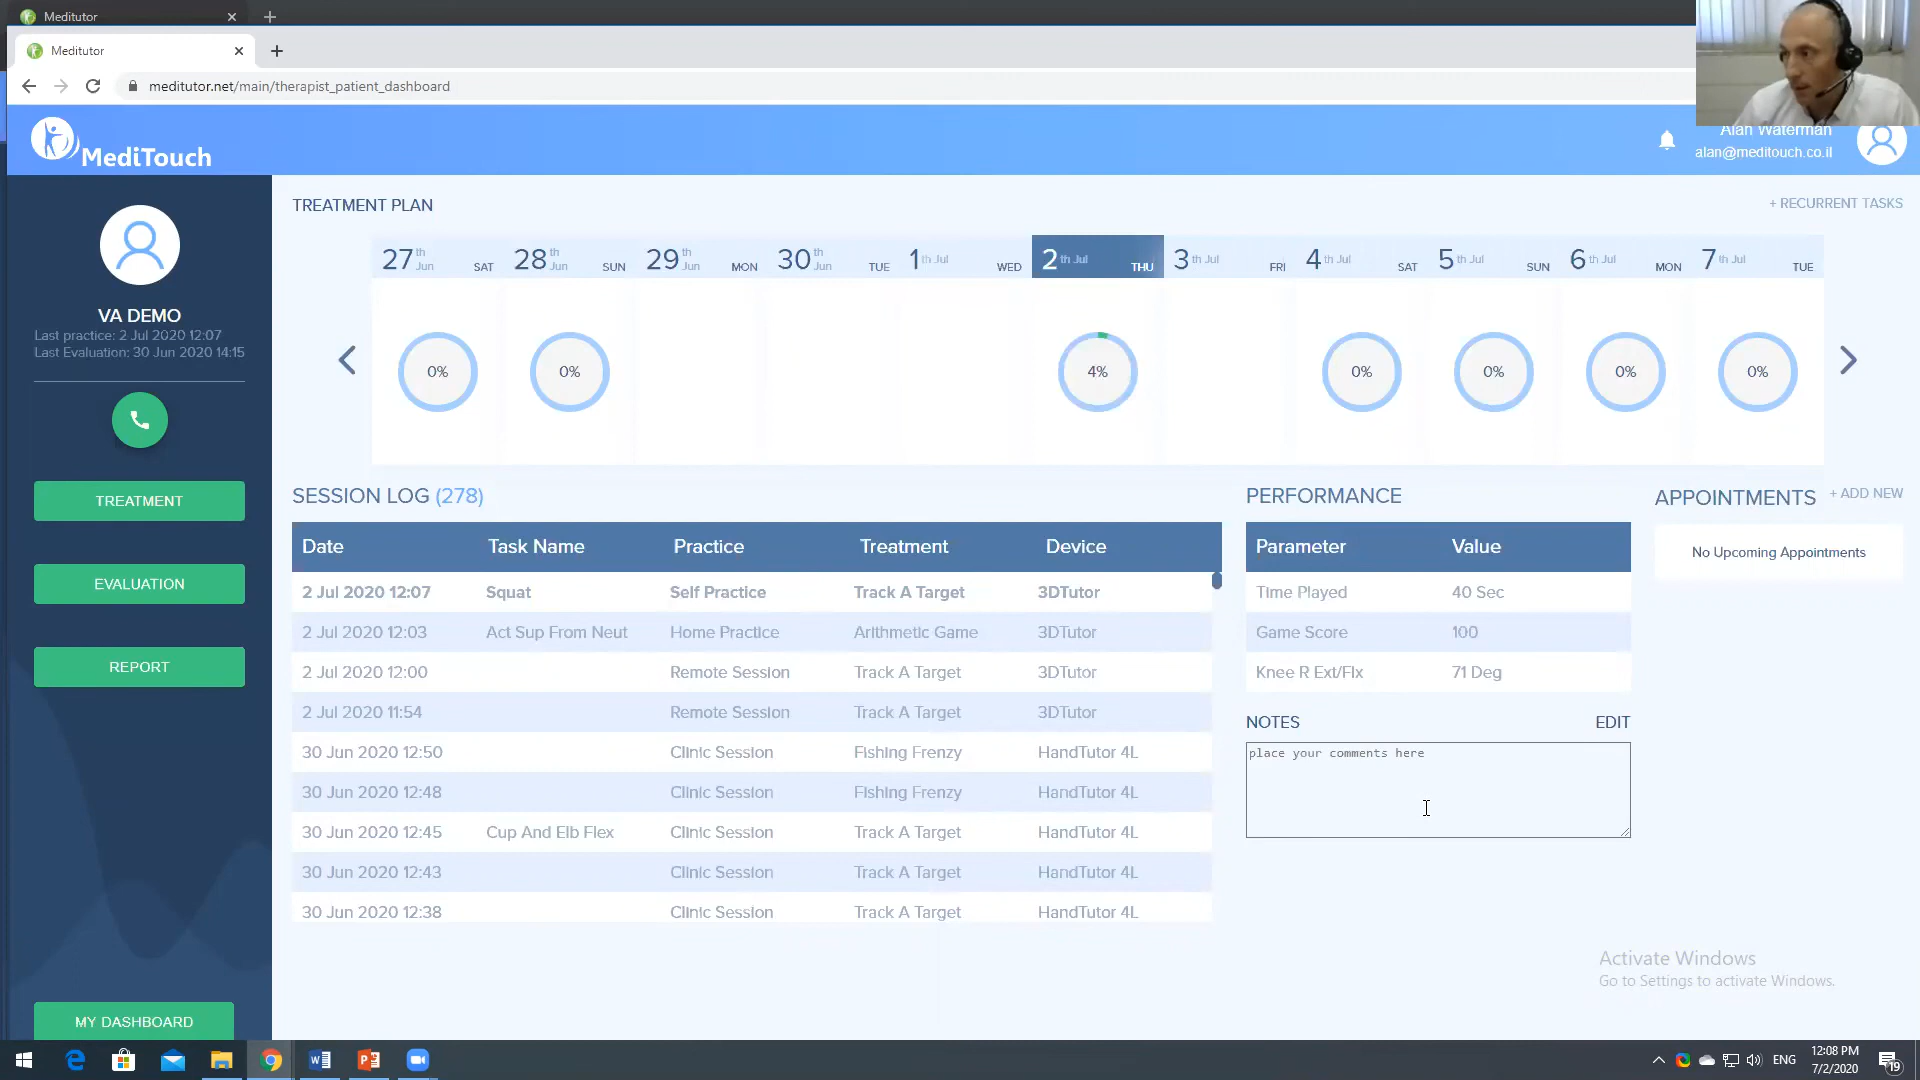 Meditutor
Meditutor
meditutor.net/main/therapist_patient_dashboard
MediTouch
Alan Waterman
alan@meditouch.co.il
VA DEMO
Last practice: 2 Jul 2020 12:07
Last Evaluation: 30 Jun 2020 14:15
TREATMENT
EVALUATION
REPORT
MY DASHBOARD
TREATMENT PLAN
+ RECURRENT TASKS
27 th Jun SAT 28 th Jun SUN 29 th Jun MON 30 th Jun TUE 1 th Jul WED 2 th Jul THU 3 th Jul FRI 4 th Jul SAT 5 th Jul SUN 6 th Jul MON 7 th Jul TUE
0% 0% 4% 0% 0% 0% 0%
SESSION LOG (278)
Date Task Name Practice Treatment Device
2 Jul 2020 12:07 Squat Self Practice Track A Target 3DTutor
2 Jul 2020 12:03 Act Sup From Neut Home Practice Arithmetic Game 3DTutor
2 Jul 2020 12:00 Remote Session Track A Target 3DTutor
2 Jul 2020 11:54 Remote Session Track A Target 3DTutor
30 Jun 2020 12:50 Clinic Session Fishing Frenzy HandTutor 4L
30 Jun 2020 12:48 Clinic Session Fishing Frenzy HandTutor 4L
30 Jun 2020 12:45 Cup And Elb Flex Clinic Session Track A Target HandTutor 4L
30 Jun 2020 12:43 Clinic Session Track A Target HandTutor 4L
30 Jun 2020 12:38 Clinic Session Track A Target HandTutor 4L
PERFORMANCE
Parameter Value
Time Played 40 Sec
Game Score 100
Knee R Ext/Flx 71 Deg
NOTES EDIT
place your comments here
APPOINTMENTS + ADD NEW
No Upcoming Appointments
Activate Windows
Go to Settings to activate Windows.
ENG
12:08 PM
7/2/2020
19